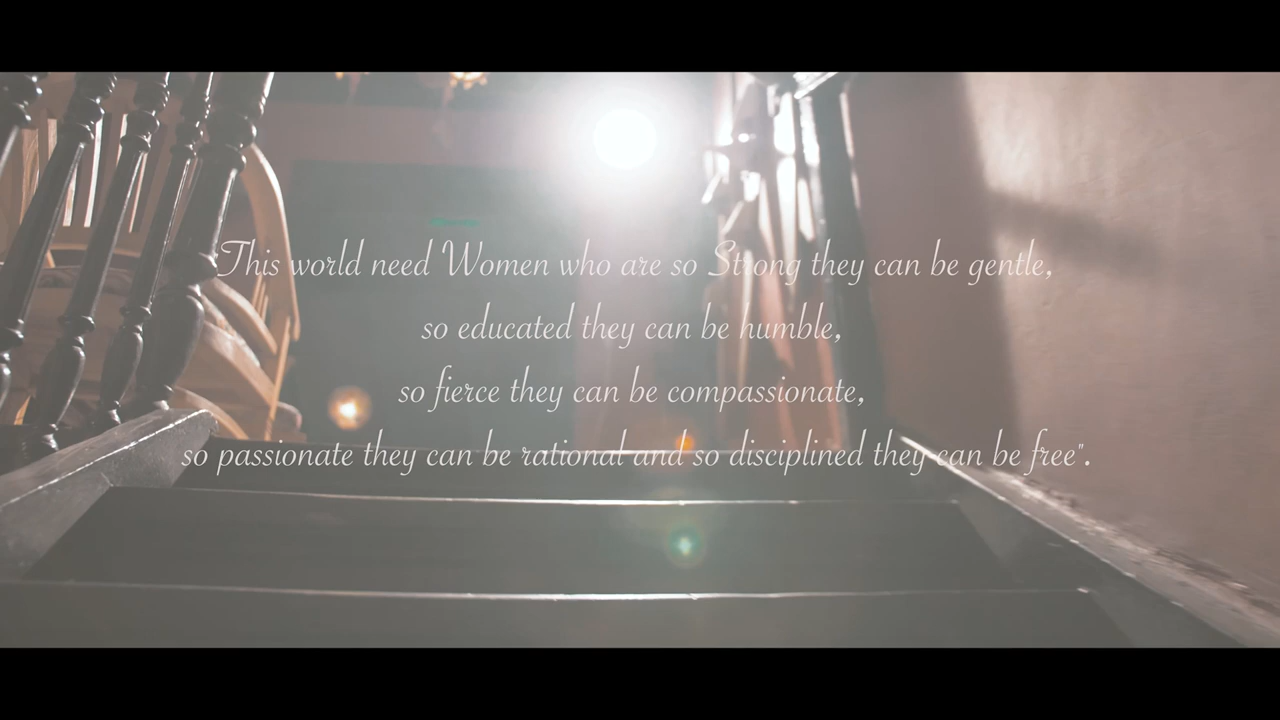 This world need Women who are so Strong they can be gentle,
so educated they can be humble,
so fierce they can be compassionate,
so passionate they can be rational and so disciplined they can be free".